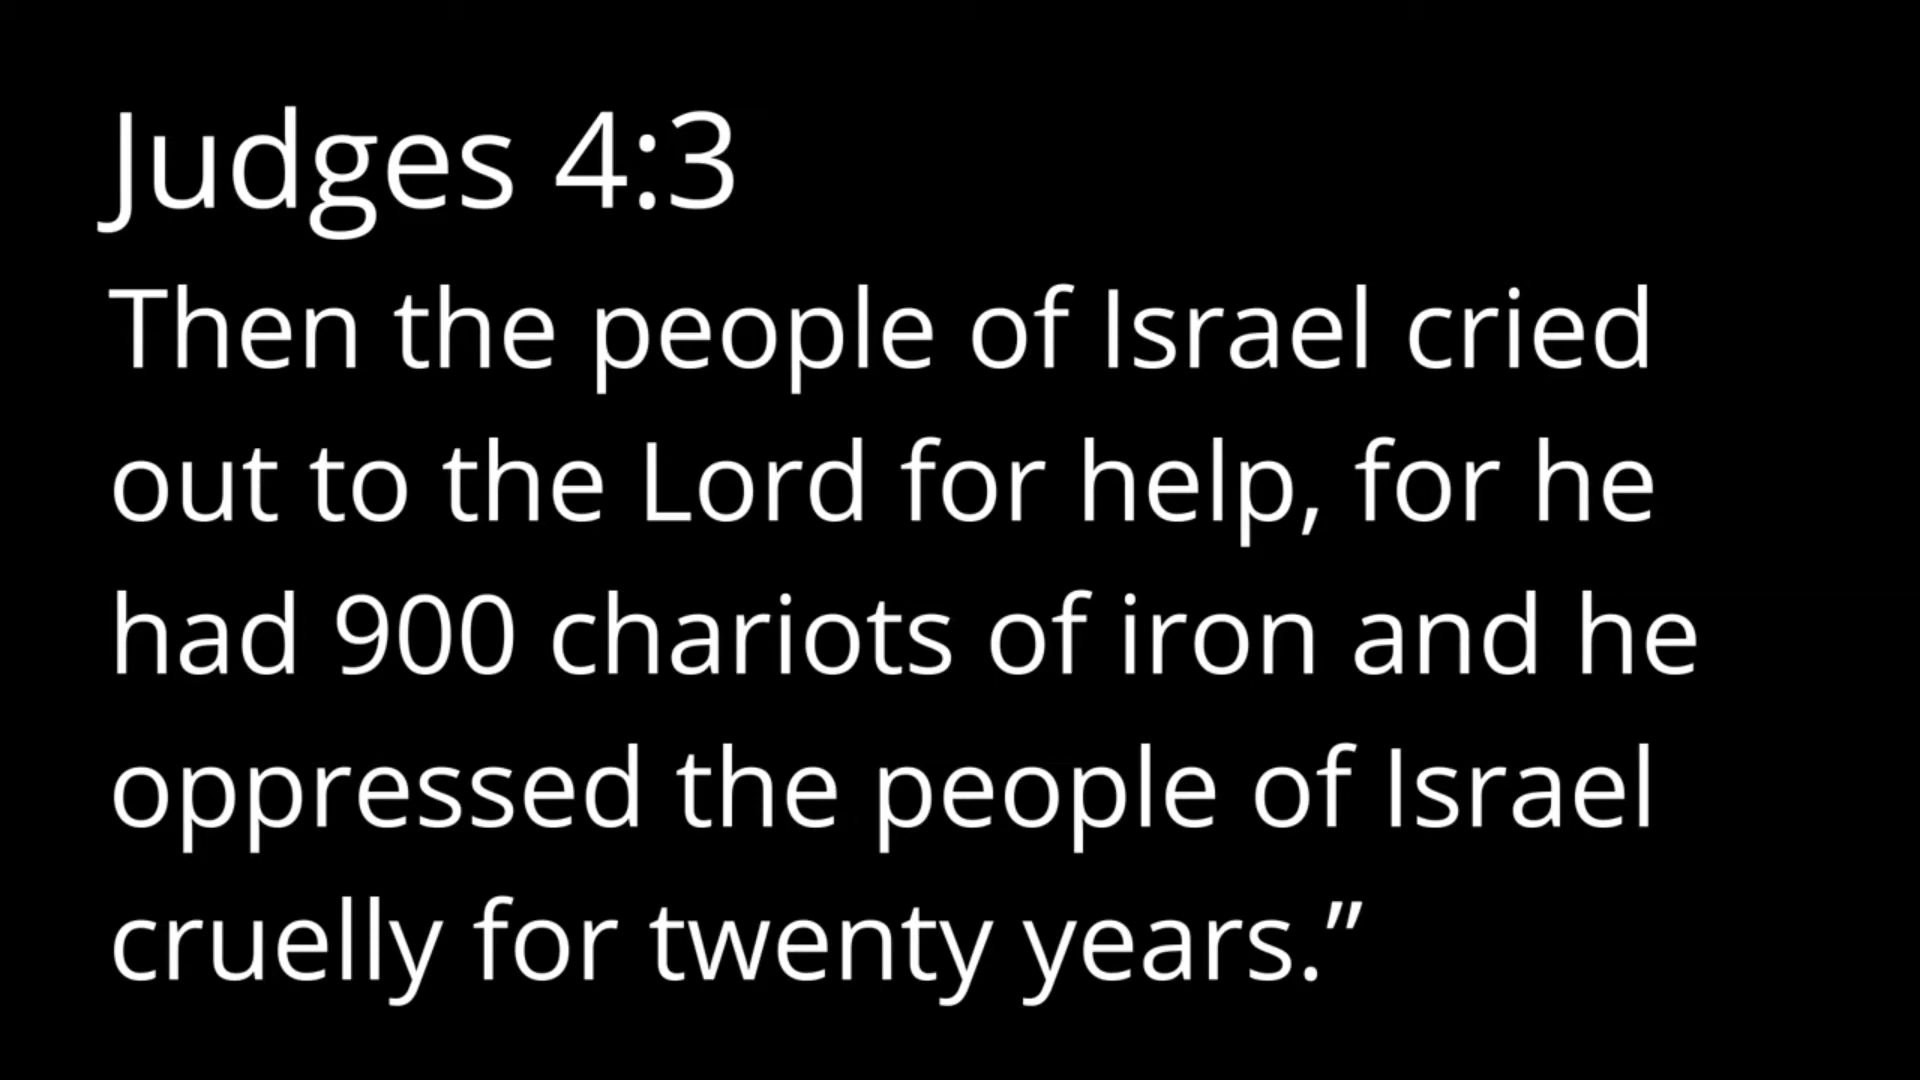 Judges 4:3
Then the people of Israel cried
out to the Lord for help, for he
had 900 chariots of iron and he
oppressed the people of Israel
cruelly for twenty years.”